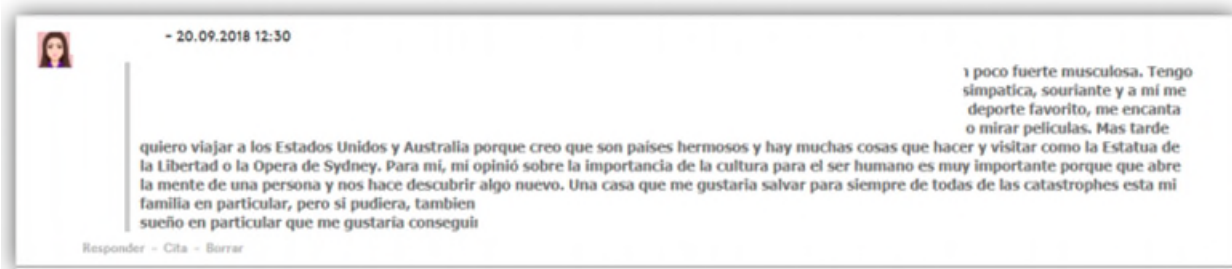 - 20.09.2018 12:30
poco fuerte musculosa. Tengo
simpatica, souriante y a mí me
deporte favorito, me encanta
o mirar peliculas. Mas tarde
quiero viajar a los Estados Unidos y Australia porque creo que son paises hermosos y hay muchas cosas que hacer y visitar como la Estatua de
la Libertad o la Opera de Sydney. Para mí, mí opinió sobre la importancia de la cultura para el ser humano es muy importante porque que abre
la mente de una persona y nos hace descubrir algo nuevo. Una casa que me gustaria salvar para siempre de todas de las catastrophes esta mi
familia en particular, pero si pudiera, tambien
sueño en particular que me gustaría
Responder - Cita - Borrar